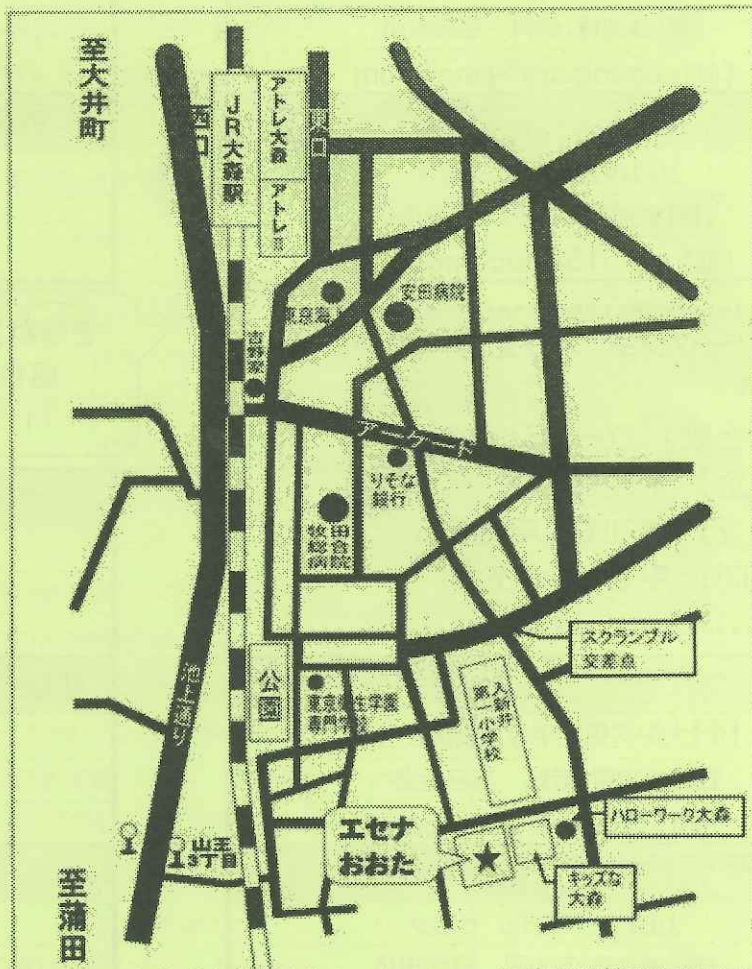 至大井町
西口
JR大森駅
アトレ大森
アトレⅡ
東京海上
安田病院
吉野家
アーケード
りそな
銀行
牧田
総合
病院
スクランブル
交差点
公園
東京衛生学園
専門学校
入新井
第一小学校
池上通り
ハローワーク大森
エセナ
おおた
キッズな
大森
山王
3丁目
至蒲田